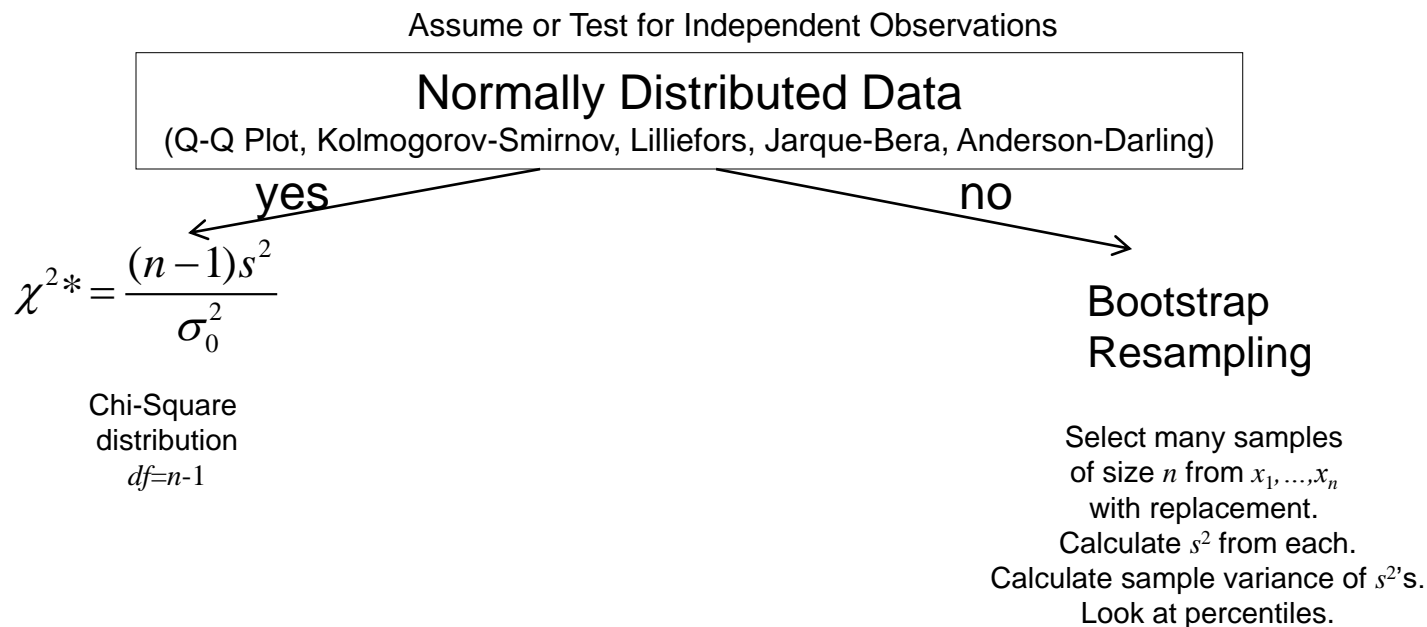 Assume or Test for Independent Observations
Normally Distributed Data
(Q-Q Plot, Kolmogorov-Smirnov, Lilliefors, Jarque-Bera, Anderson-Darling)
yes
no
χ²* = (n − 1)s² / σ₀²
Chi-Square
distribution
df=n-1
Bootstrap
Resampling
Select many samples
of size n from x₁,...,xₙ
with replacement.
Calculate s² from each.
Calculate sample variance of s²’s.
Look at percentiles.